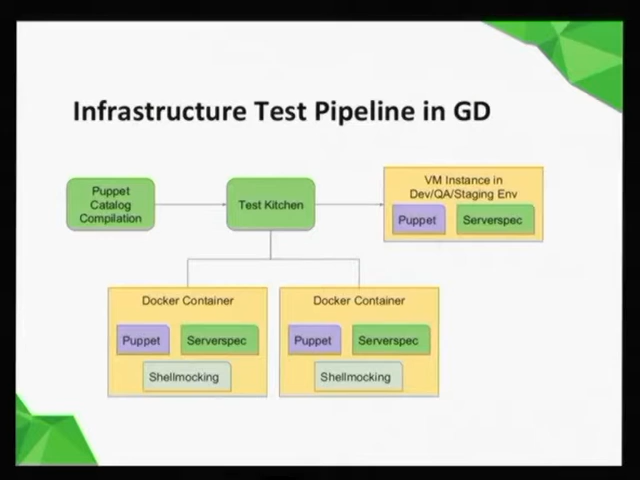 Infrastructure Test Pipeline in GD
Puppet
Catalog
Compilation
Test Kitchen
VM Instance in
Dev/QA/Staging Env
Puppet
Serverspec
Docker Container
Puppet
Serverspec
Shellmocking
Docker Container
Puppet
Serverspec
Shellmocking